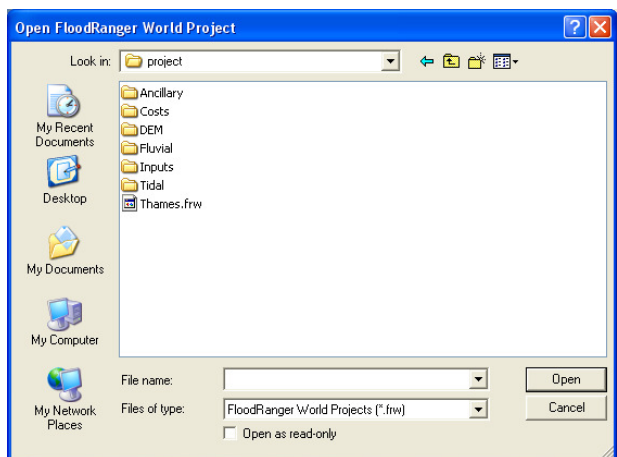 Open FloodRanger World Project
Look in:
project
My Recent
Documents
Desktop
My Documents
My Computer
My Network
Places
Ancillary
Costs
DEM
Fluvial
Inputs
Tidal
Thames.frw
File name:
Open
Files of type:
FloodRanger World Projects (*.frw)
Cancel
Open as read-only